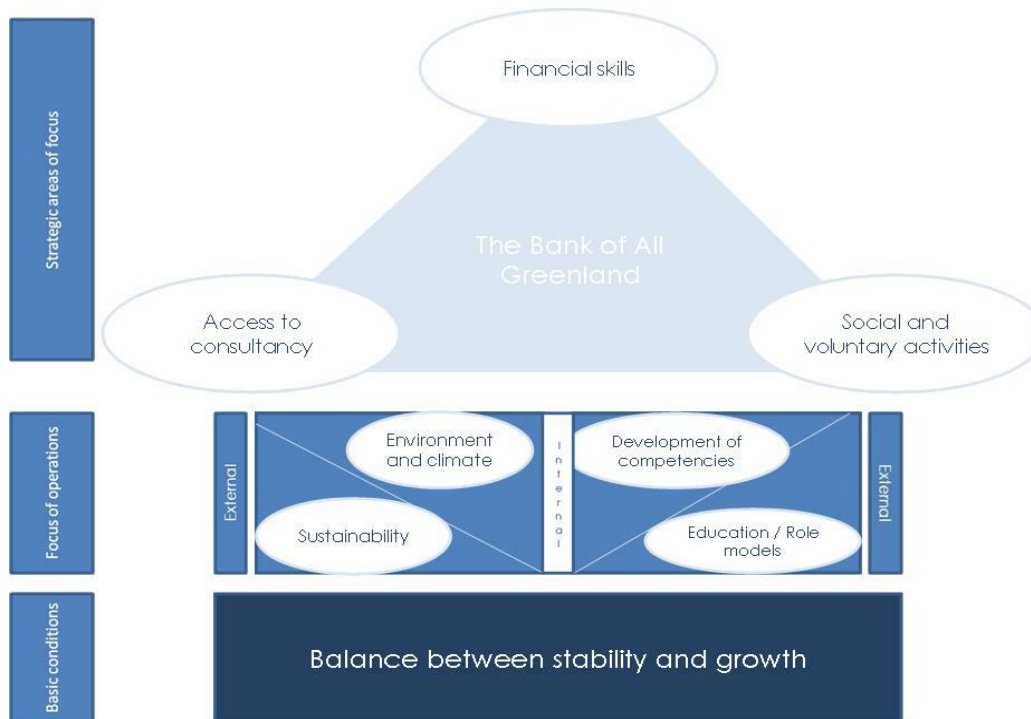 Strategic areas of focus
Financial skills
The Bank of All
Greenland
Access to
consultancy
Social and
voluntary activities
Focus of operations
External
Environment
and climate
Sustainability
Internal
Development of
competencies
Education / Role
models
External
Basic conditions
Balance between stability and growth